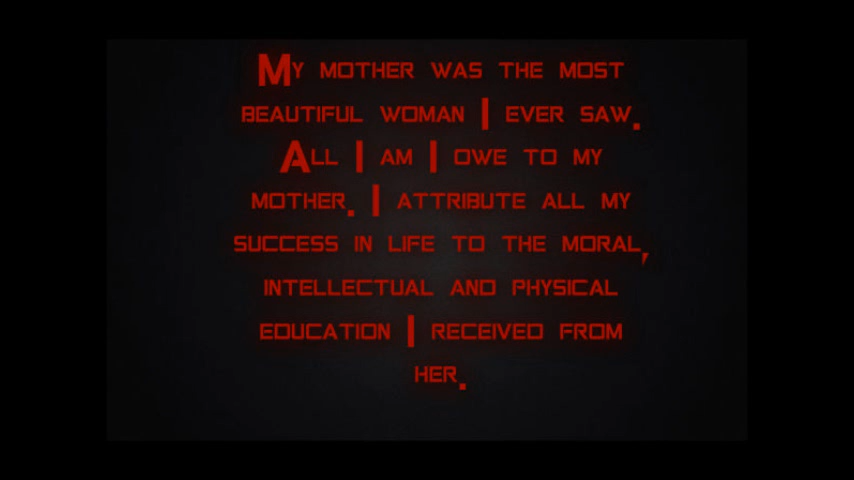 My mother was the most
beautiful woman I ever saw.
All I am I owe to my
mother. I attribute all my
success in life to the moral,
intellectual and physical
education I received from
her.